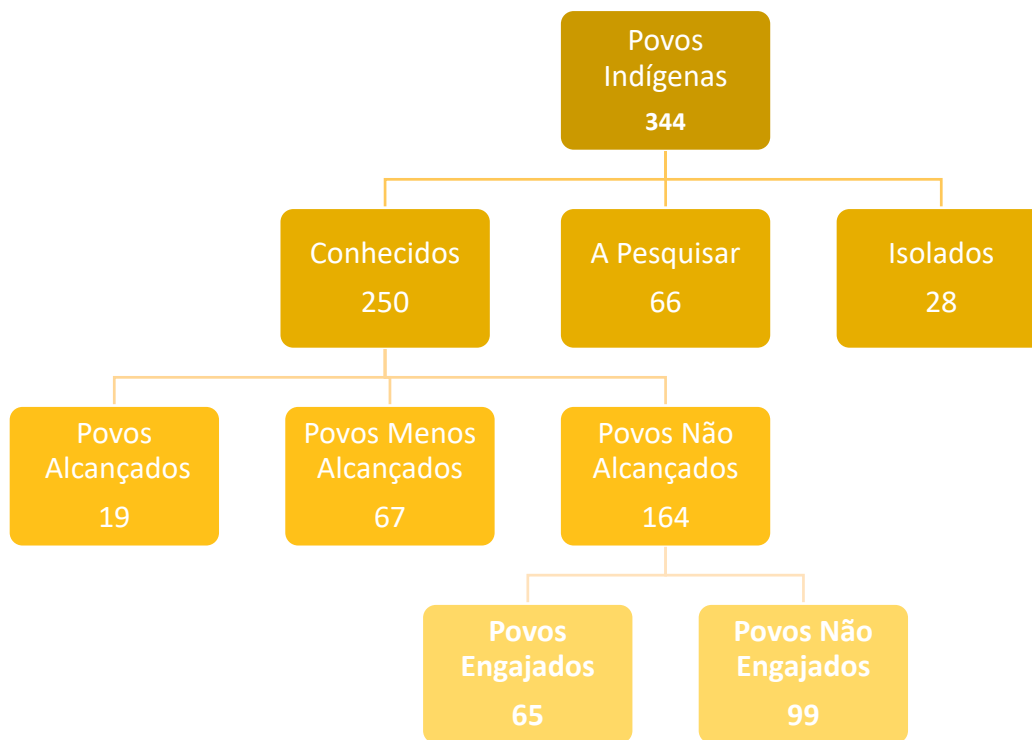 Povos
Indígenas
344
Conhecidos
250
A Pesquisar
66
Isolados
28
Povos
Alcançados
19
Povos Menos
Alcançados
67
Povos Não
Alcançados
164
Povos
Engajados
65
Povos Não
Engajados
99